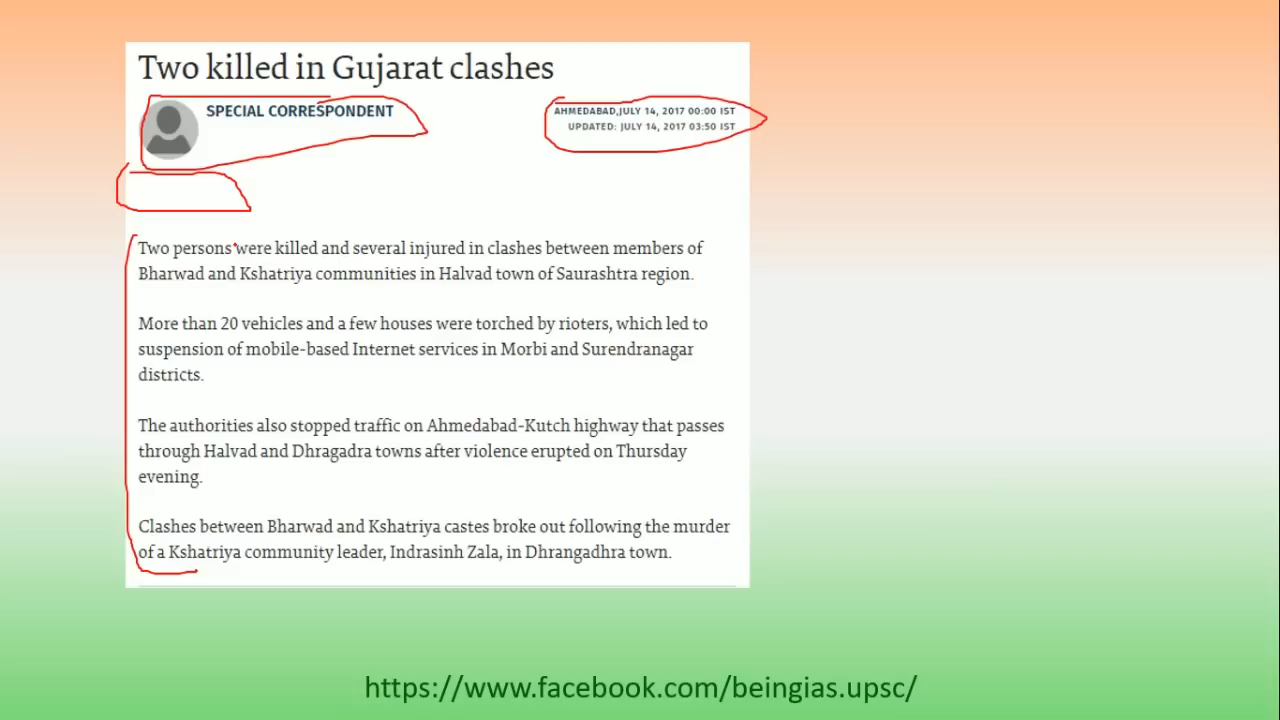 Two killed in Gujarat clashes
SPECIAL CORRESPONDENT
AHMEDABAD,JULY 14, 2017 00:00 IST
UPDATED: JULY 14, 2017 03:50 IST
Two persons were killed and several injured in clashes between members of
Bharwad and Kshatriya communities in Halvad town of Saurashtra region.
More than 20 vehicles and a few houses were torched by rioters, which led to
suspension of mobile-based Internet services in Morbi and Surendranagar
districts.
The authorities also stopped traffic on Ahmedabad-Kutch highway that passes
through Halvad and Dhragadra towns after violence erupted on Thursday
evening.
Clashes between Bharwad and Kshatriya castes broke out following the murder
of a Kshatriya community leader, Indrasinh Zala, in Dhrangadhra town.
https://www.facebook.com/beingias.upsc/